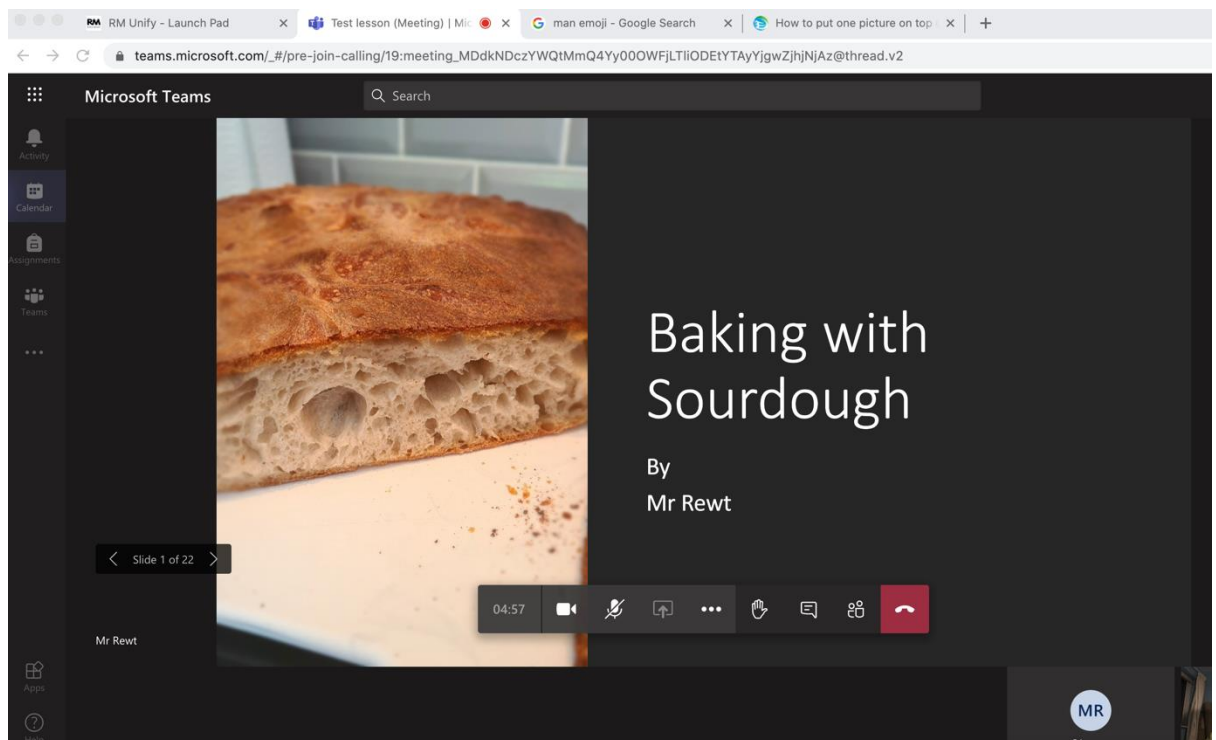 RM RM Unify - Launch Pad
Test lesson (Meeting) | Mic
G man emoji - Google Search
How to put one picture on top
teams.microsoft.com/_#/pre-join-calling/19:meeting_MDdkNDczYWQtMmQ4Yy00OWFjLTliODEtYTAyYjgwZjhjNjAz@thread.v2
Microsoft Teams
Search
Activity
Calendar
Assignments
Teams
Baking with
Sourdough
By
Mr Rewt
Slide 1 of 22
04:57
Mr Rewt
Apps
MR
Help